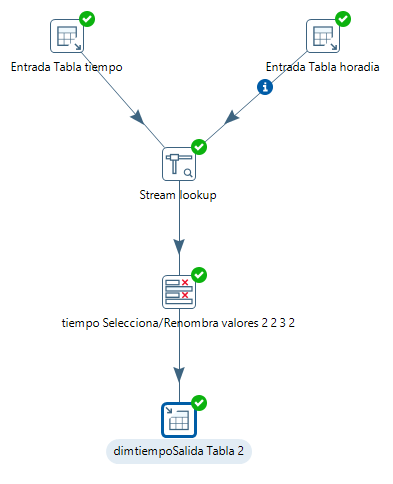 Entrada Tabla tiempo
Entrada Tabla horadia
i
Stream lookup
tiempo Selecciona/Renombra valores 2 2 3 2
dimtiempoSalida Tabla 2